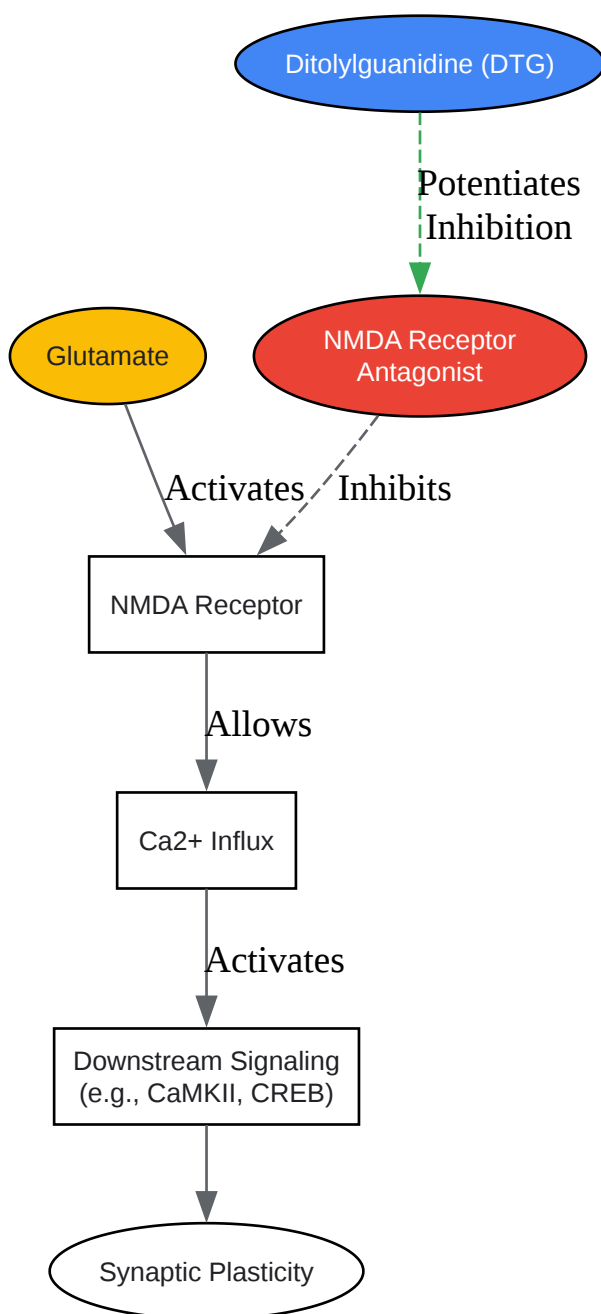 Ditolylguanidine (DTG)
Potentiates
Inhibition
Glutamate
NMDA Receptor
Antagonist
Activates
Inhibits
NMDA Receptor
Allows
Ca2+ Influx
Activates
Downstream Signaling
(e.g., CaMKII, CREB)
Synaptic Plasticity